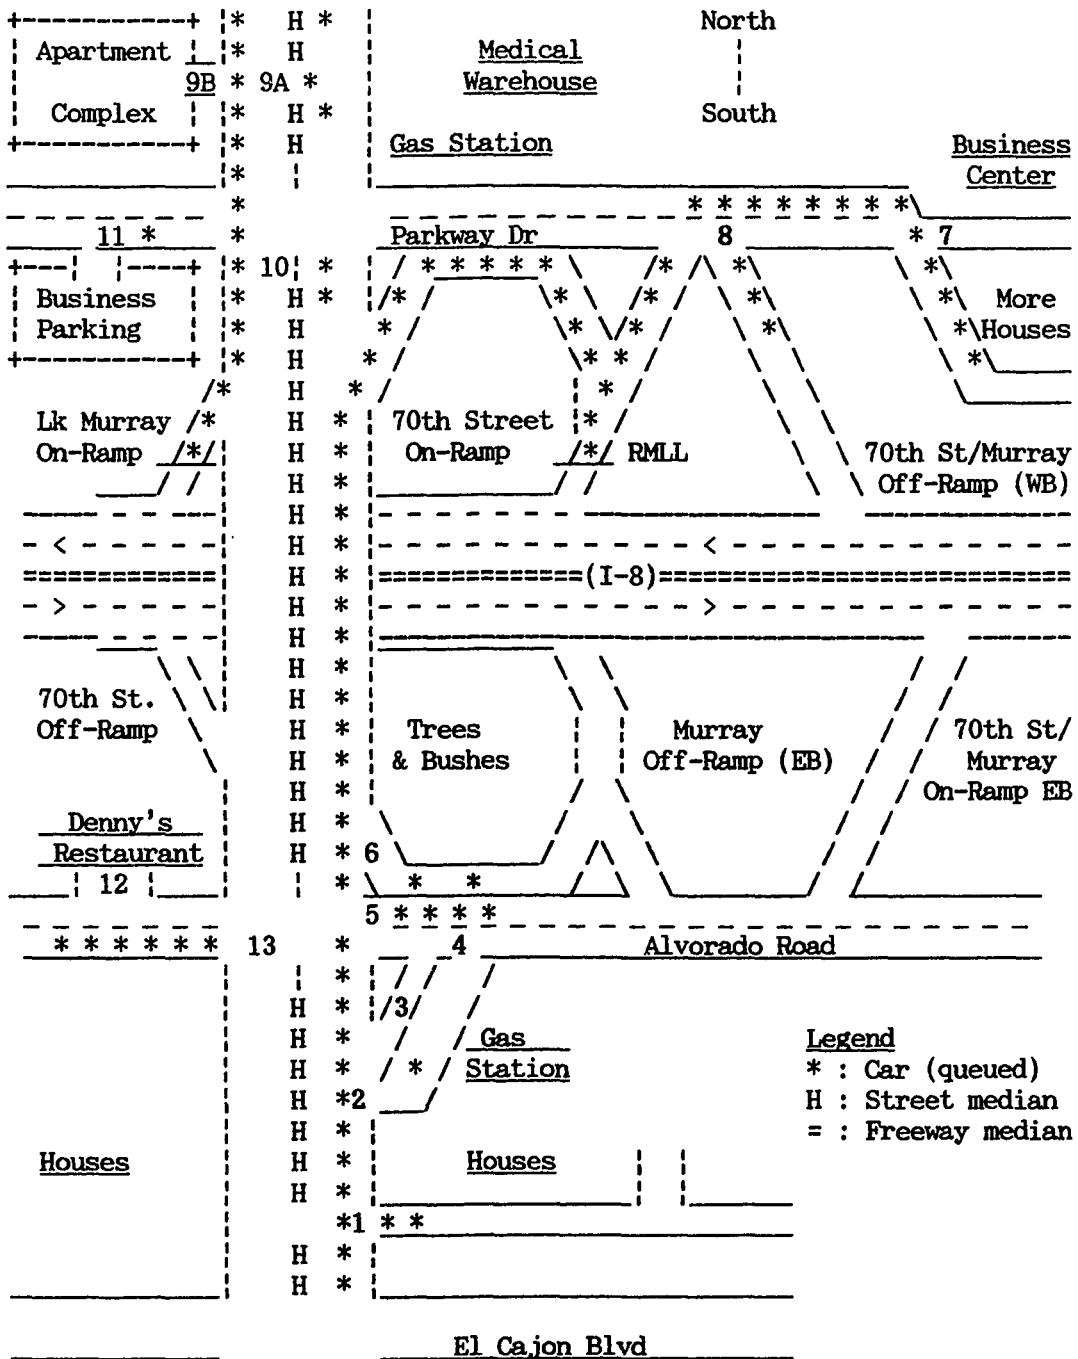 North
Apartment
Medical
9B * 9A *
Warehouse
Complex
South
Gas Station
Business
Center
* * * * * * * *
11 * *
Parkway Dr
8
* 7
10
* * * * *
Business
Parking
More
Houses
Lk Murray
On-Ramp
70th Street
On-Ramp
RMLL
70th St/Murray
Off-Ramp (WB)
- < - - - - -
<
(I-8)
- > - - - - -
>
70th St.
Off-Ramp
Trees
& Bushes
Murray
Off-Ramp (EB)
70th St/
Murray
On-Ramp EB
Denny's
Restaurant
* 6
12
* * *
5 * * * *
* * * * * * 13 *
4
Alvorado Road
3
Gas
Station
Legend
* : Car (queued)
H : Street median
= : Freeway median
*2
Houses
Houses
*1 * *
El Cajon Blvd